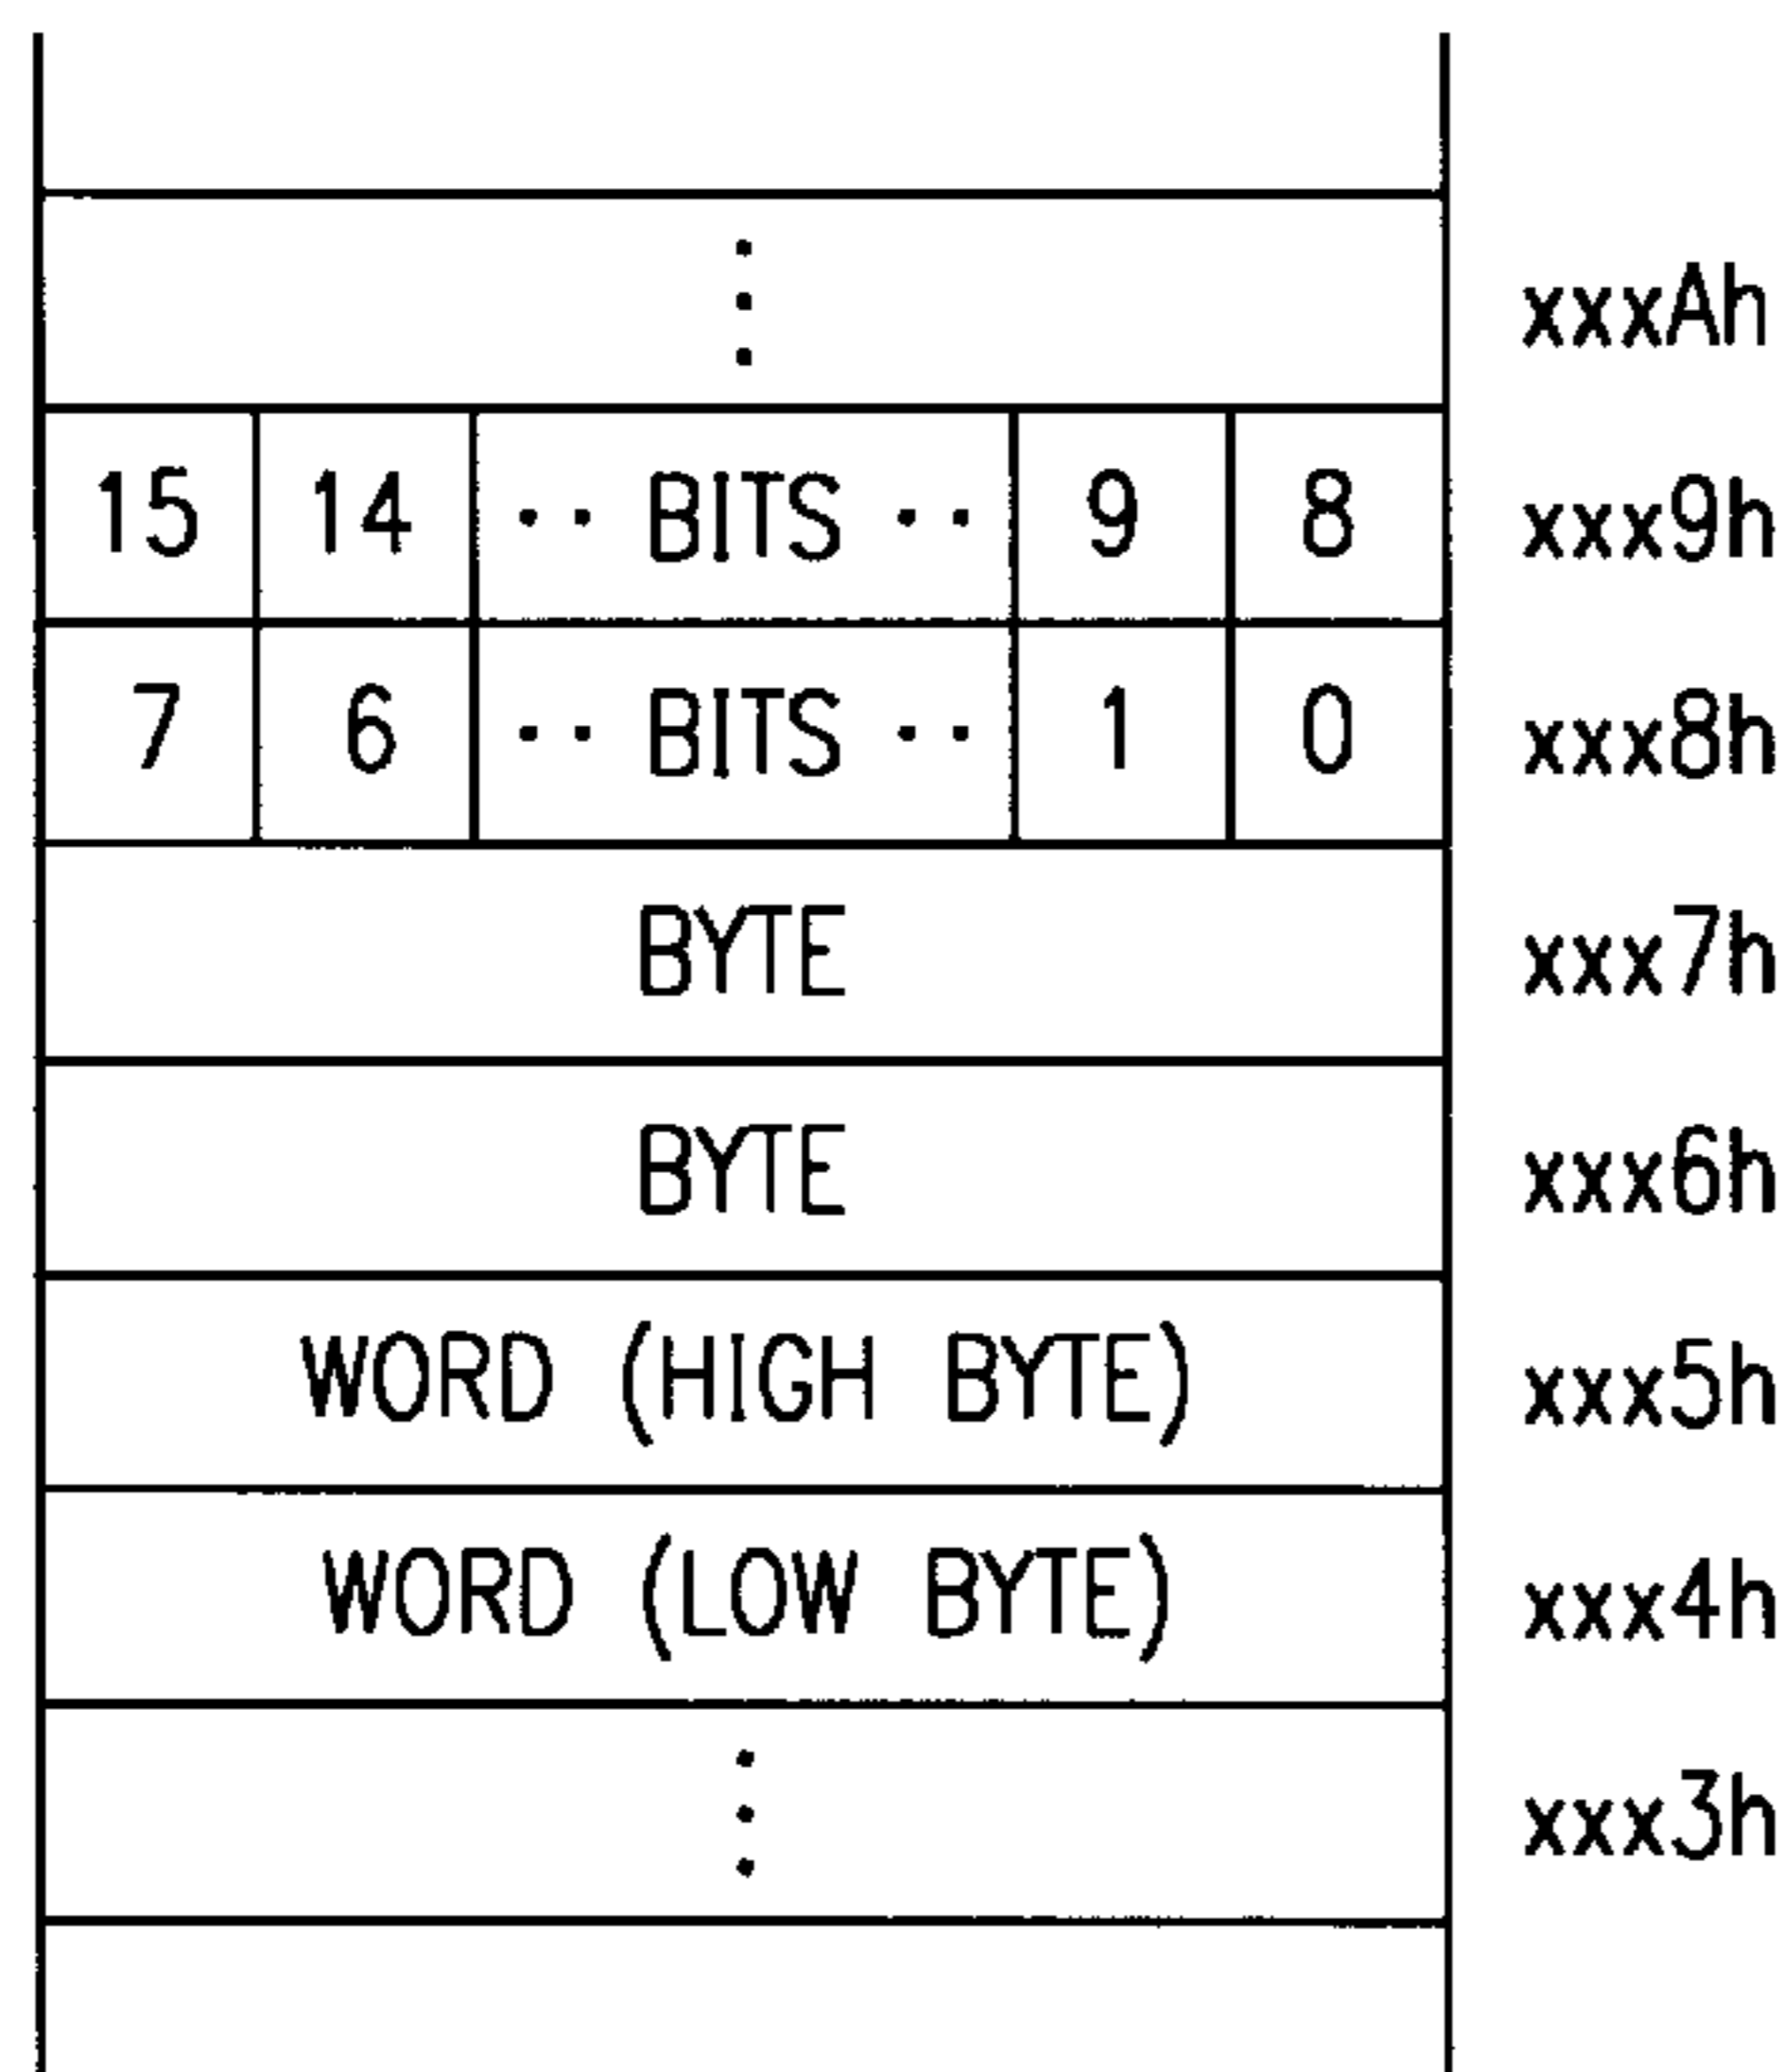 xxxAh
15 14 ·· BITS ·· 9 8 xxx9h
7 6 ·· BITS ·· 1 0 xxx8h
BYTE xxx7h
BYTE xxx6h
WORD (HIGH BYTE) xxx5h
WORD (LOW BYTE) xxx4h
xxx3h